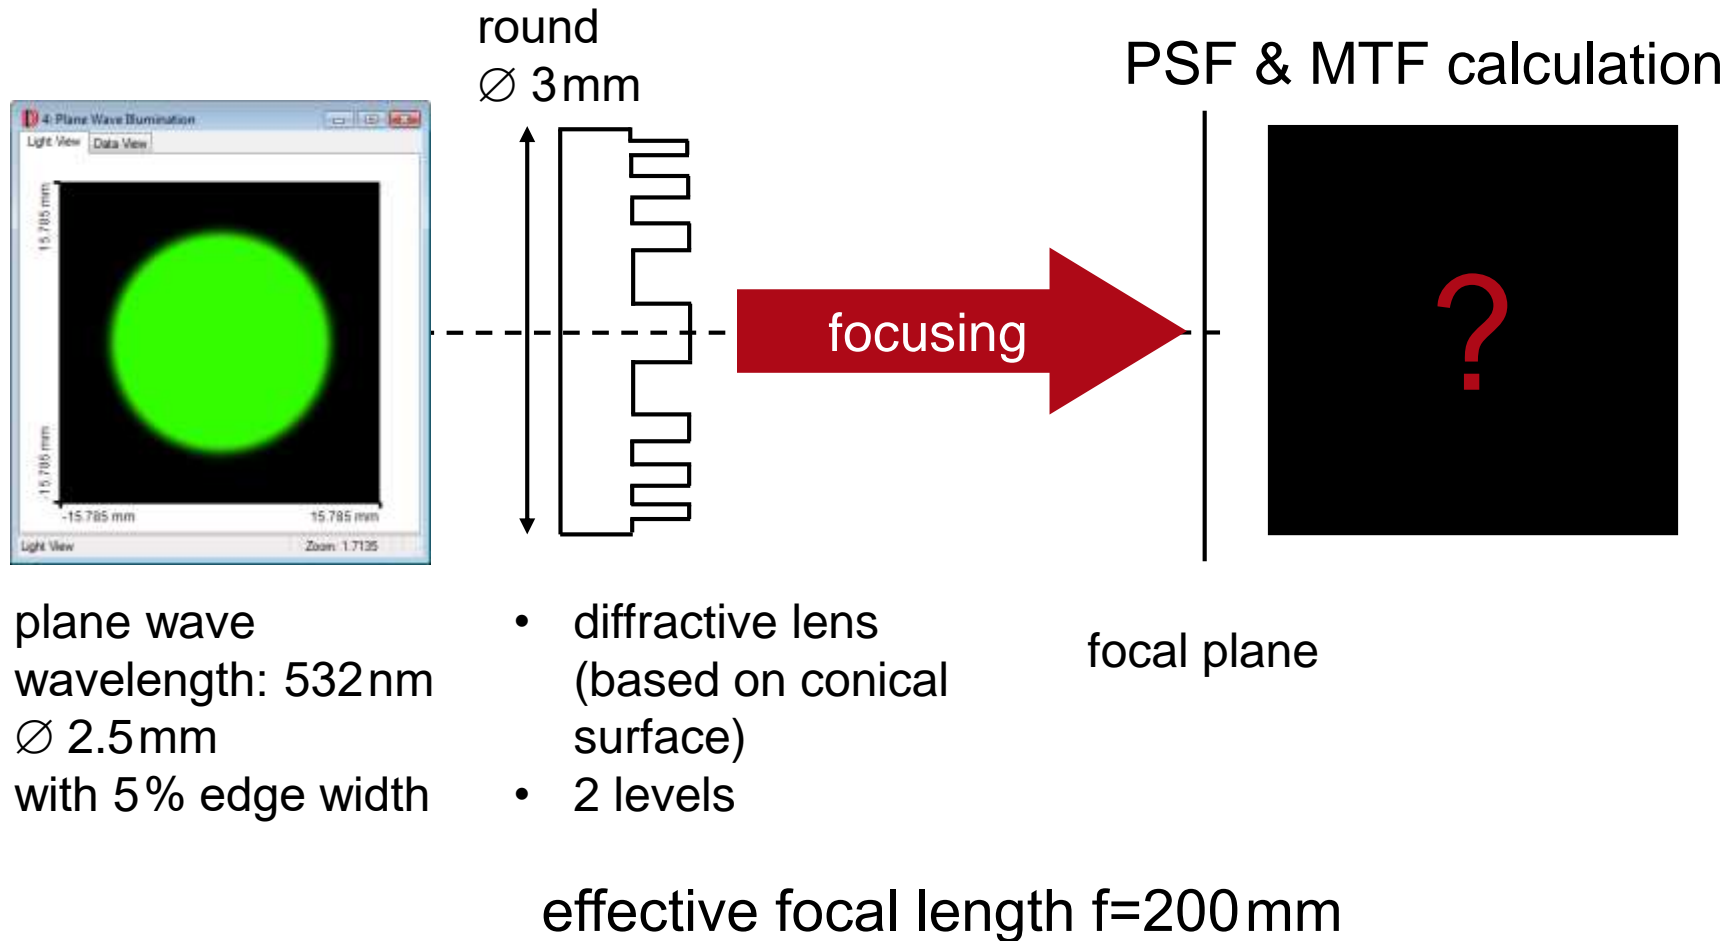 round
∅ 3mm
PSF & MTF calculation
4: Plane Wave Illumination
Light View Data View
15.785 mm
-15.785 mm
-15.785 mm 15.785 mm
Light View Zoom: 1.7135
focusing
?
plane wave
wavelength: 532nm
∅ 2.5mm
with 5% edge width
• diffractive lens
(based on conical
surface)
• 2 levels
focal plane
effective focal length f=200mm